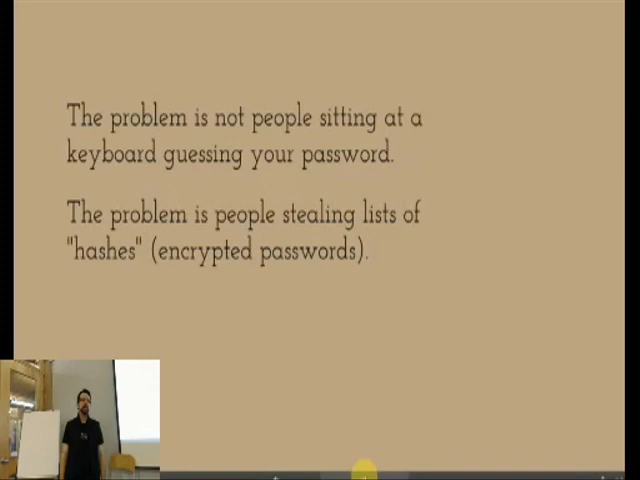 The problem is not people sitting at a
keyboard guessing your password.
The problem is people stealing lists of
"hashes" (encrypted passwords).